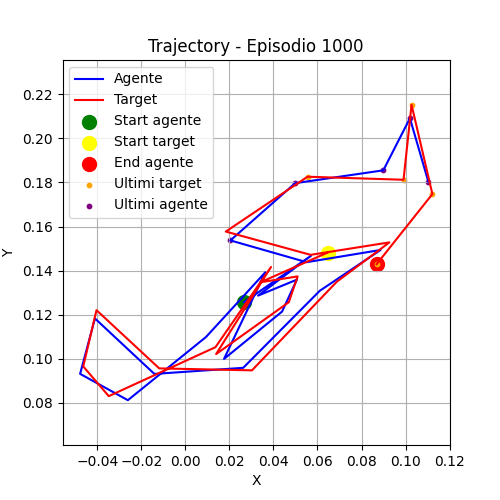 Trajectory - Episodio 1000
Agente
Target
Start agente
Start target
End agente
Ultimi target
Ultimi agente
Y
0.22
0.20
0.18
0.16
0.14
0.12
0.10
0.08
−0.04 −0.02 0.00 0.02 0.04 0.06 0.08 0.10 0.12
X